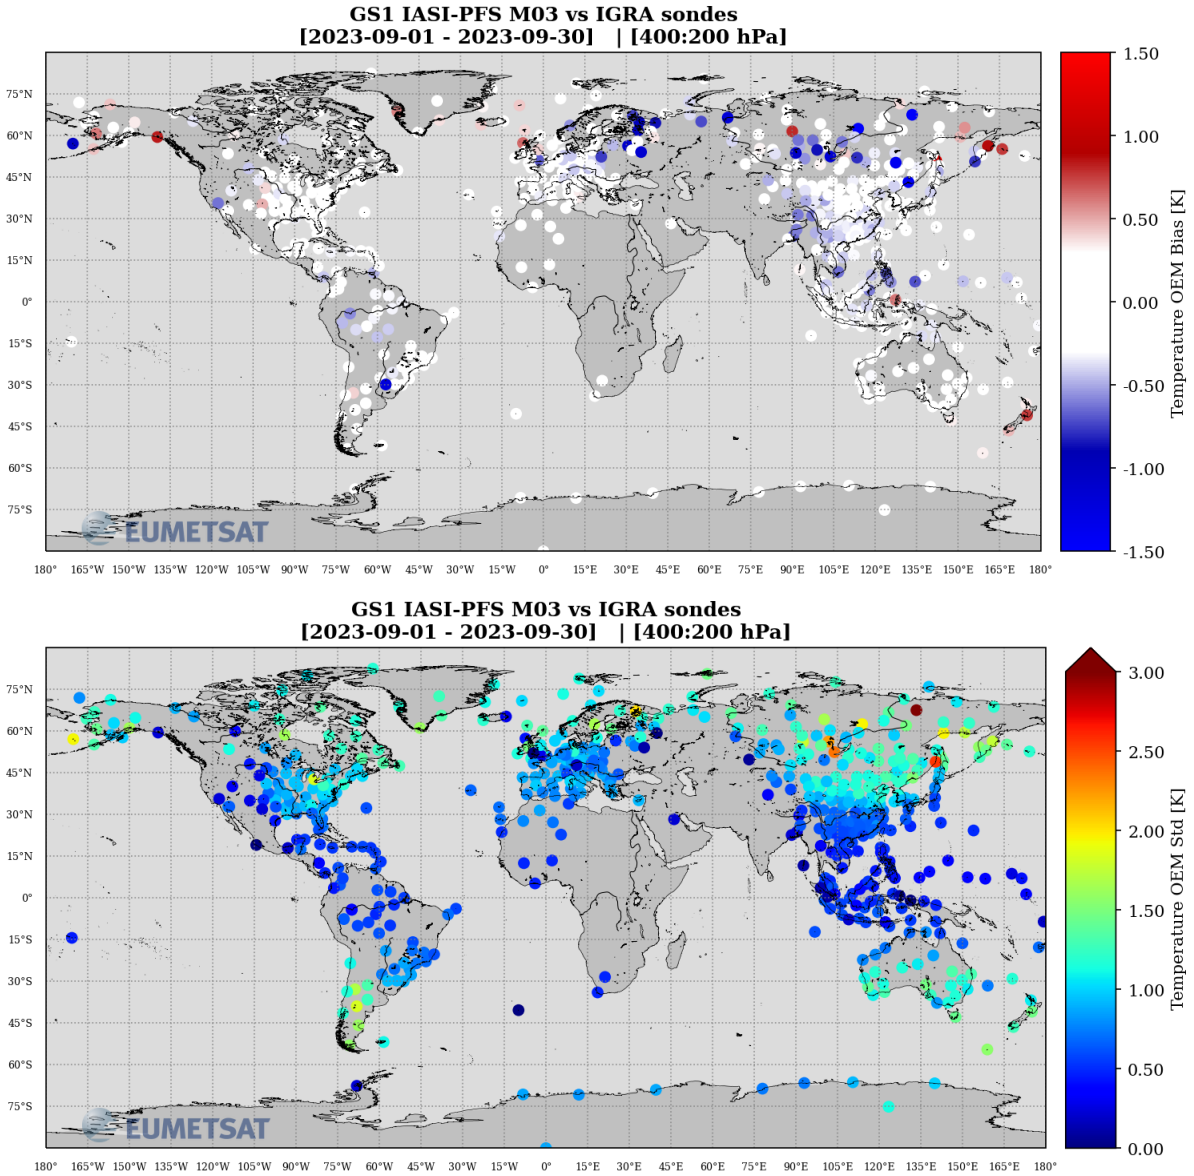 GS1 IASI-PFS M03 vs IGRA sondes
[2023-09-01 - 2023-09-30] | [400:200 hPa]
75°N
60°N
45°N
30°N
15°N
0°
15°S
30°S
45°S
60°S
75°S
EUMETSAT
180° 165°W 150°W 135°W 120°W 105°W 90°W 75°W 60°W 45°W 30°W 15°W 0° 15°E 30°E 45°E 60°E 75°E 90°E 105°E 120°E 135°E 150°E 165°E 180°
1.50
1.00
0.50
0.00
-0.50
-1.00
-1.50
Temperature OEM Bias [K]
GS1 IASI-PFS M03 vs IGRA sondes
[2023-09-01 - 2023-09-30] | [400:200 hPa]
75°N
60°N
45°N
30°N
15°N
0°
15°S
30°S
45°S
60°S
75°S
EUMETSAT
180° 165°W 150°W 135°W 120°W 105°W 90°W 75°W 60°W 45°W 30°W 15°W 0° 15°E 30°E 45°E 60°E 75°E 90°E 105°E 120°E 135°E 150°E 165°E 180°
3.00
2.50
2.00
1.50
1.00
0.50
0.00
Temperature OEM Std [K]